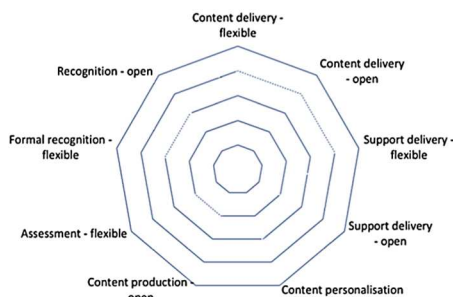 Content delivery -
flexible
Content delivery
- open
Support delivery -
flexible
Support delivery
- open
Content personalisation
Content production -
open
Assessment - flexible
Formal recognition -
flexible
Recognition - open